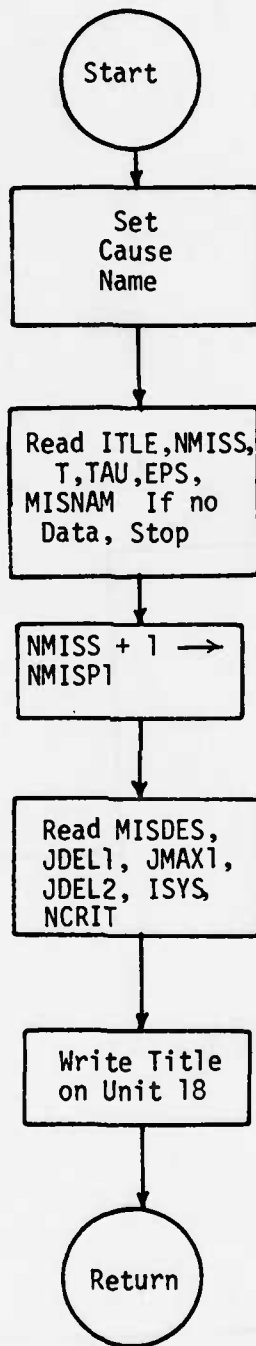 Start
Set
Cause
Name
Read ITLE,NMISS,
T,TAU,EPS,
MISNAM If no
Data, Stop
NMISS + 1 →
NMISP1
Read MISDES,
JDEL1, JMAX1,
JDEL2, ISYS,
NCRIT
Write Title
on Unit 18
Return